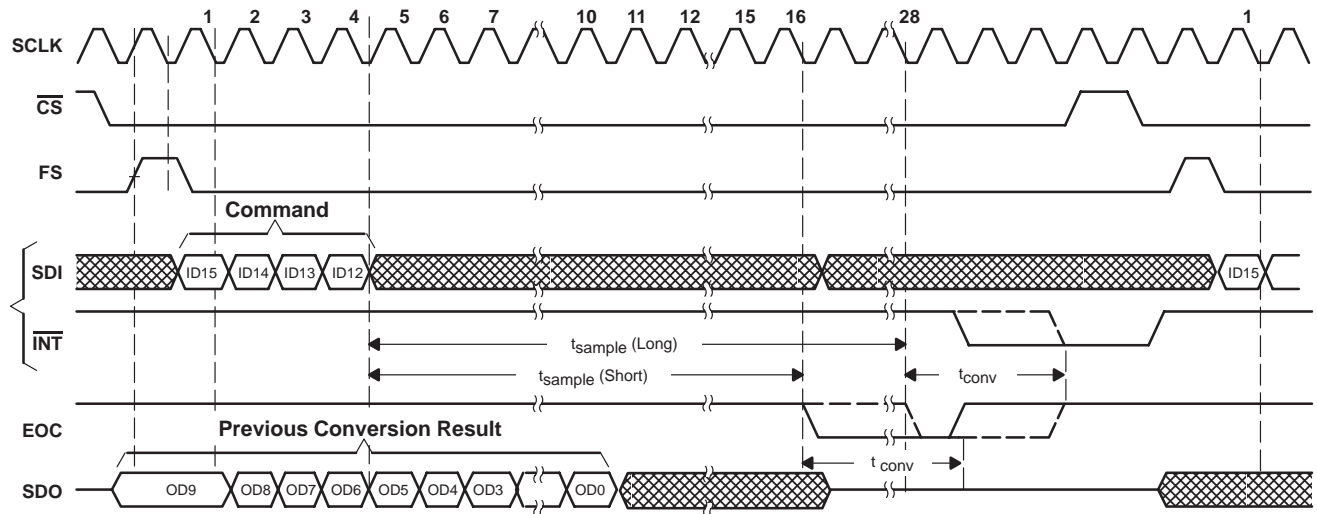 1 2 3 4 5 6 7 10 11 12 15 16 28 1
SCLK
CS
FS
Command
SDI ID15 ID14 ID13 ID12 ID15
INT
tsample (Long)
tsample (Short) tconv
EOC
Previous Conversion Result
t conv
SDO OD9 OD8 OD7 OD6 OD5 OD4 OD3 OD0